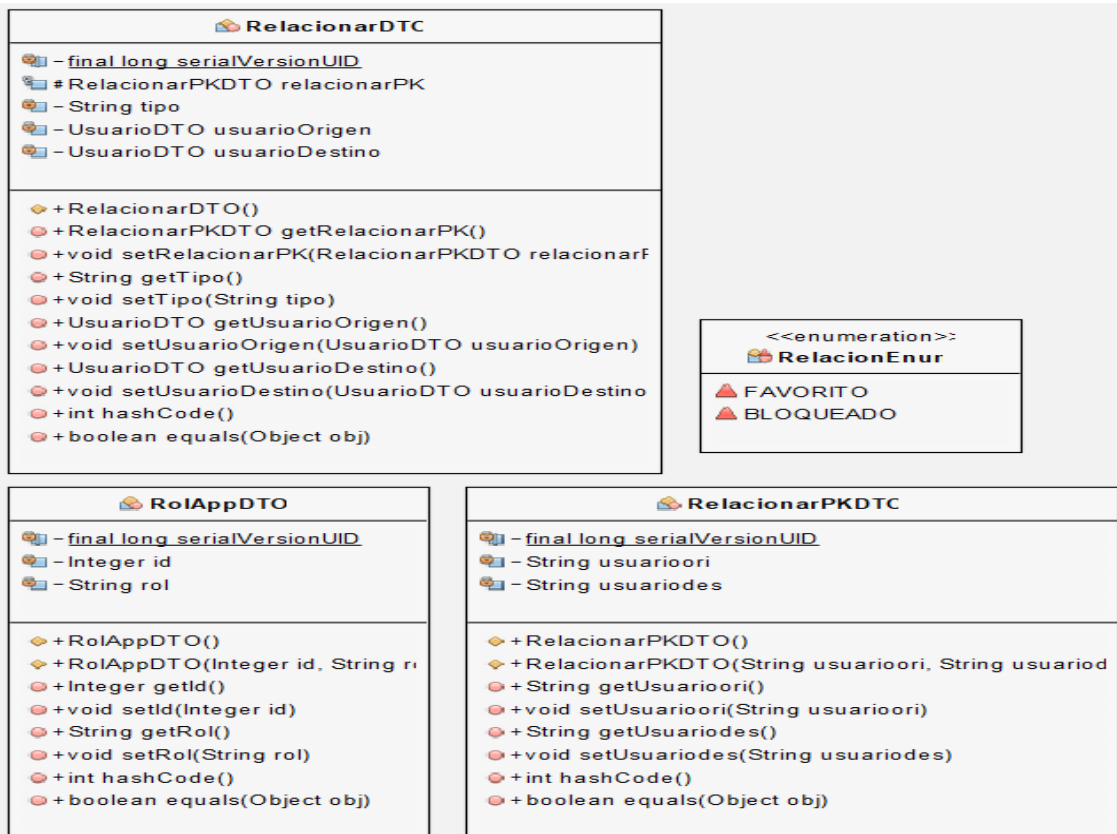 RelacionarDTC
-final long serialVersionUID
#RelacionarPKDTO relacionarPK
-String tipo
-UsuarioDTO usuarioOrigen
-UsuarioDTO usuarioDestino
+RelacionarDTO()
+RelacionarPKDTO getRelacionarPK()
+void setRelacionarPK(RelacionarPKDTO relacionarF
+String getTipo()
+void setTipo(String tipo)
+UsuarioDTO getUsuarioOrigen()
+void setUsuarioOrigen(UsuarioDTO usuarioOrigen)
+UsuarioDTO getUsuarioDestino()
+void setUsuarioDestino(UsuarioDTO usuarioDestino
+int hashCode()
+boolean equals(Object obj)
<<enumeration>>
RelacionEnur
FAVORITO
BLOQUEADO
RolAppDTO
-final long serialVersionUID
-Integer id
-String rol
+RolAppDTO()
+RolAppDTO(Integer id, String r
+Integer getId()
+void setId(Integer id)
+String getRol()
+void setRol(String rol)
+int hashCode()
+boolean equals(Object obj)
RelacionarPKDTC
-final long serialVersionUID
-String usuarioori
-String usuariodes
+RelacionarPKDTO()
+RelacionarPKDTO(String usuarioori, String usuariod
+String getUsuarioori()
+void setUsuarioori(String usuarioori)
+String getUsuariodes()
+void setUsuariodes(String usuariodes)
+int hashCode()
+boolean equals(Object obj)